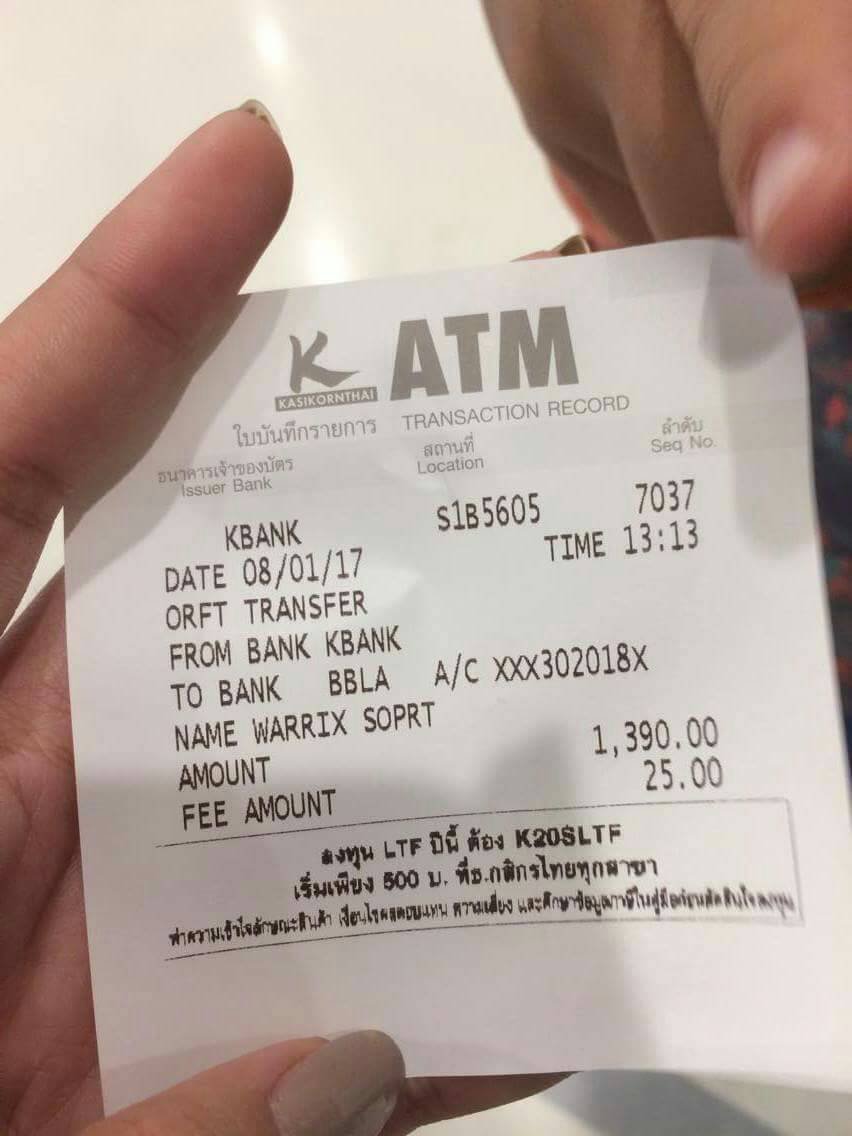 K ATM
KASIKORNTHAI
ใบบันทึกรายการ TRANSACTION RECORD
ธนาคารเจ้าของบัตร สถานที่ ลำดับ
Issuer Bank Location Seq No.
KBANK S1B5605 7037
DATE 08/01/17 TIME 13:13
ORFT TRANSFER
FROM BANK KBANK
TO BANK BBLA A/C XXX302018X
NAME WARRIX SOPRT
AMOUNT 1,390.00
FEE AMOUNT 25.00
ลงทุน LTF ปีนี้ ต้อง K20SLTF
เริ่มเพียง 500 บ. ที่ธ.กสิกรไทยทุกสาขา
ทำความเข้าใจลักษณะสินค้า เงื่อนไขผลตอบแทน ความเสี่ยง และศึกษาข้อมูลภาษีในคู่มือก่อนตัดสินใจลงทุน